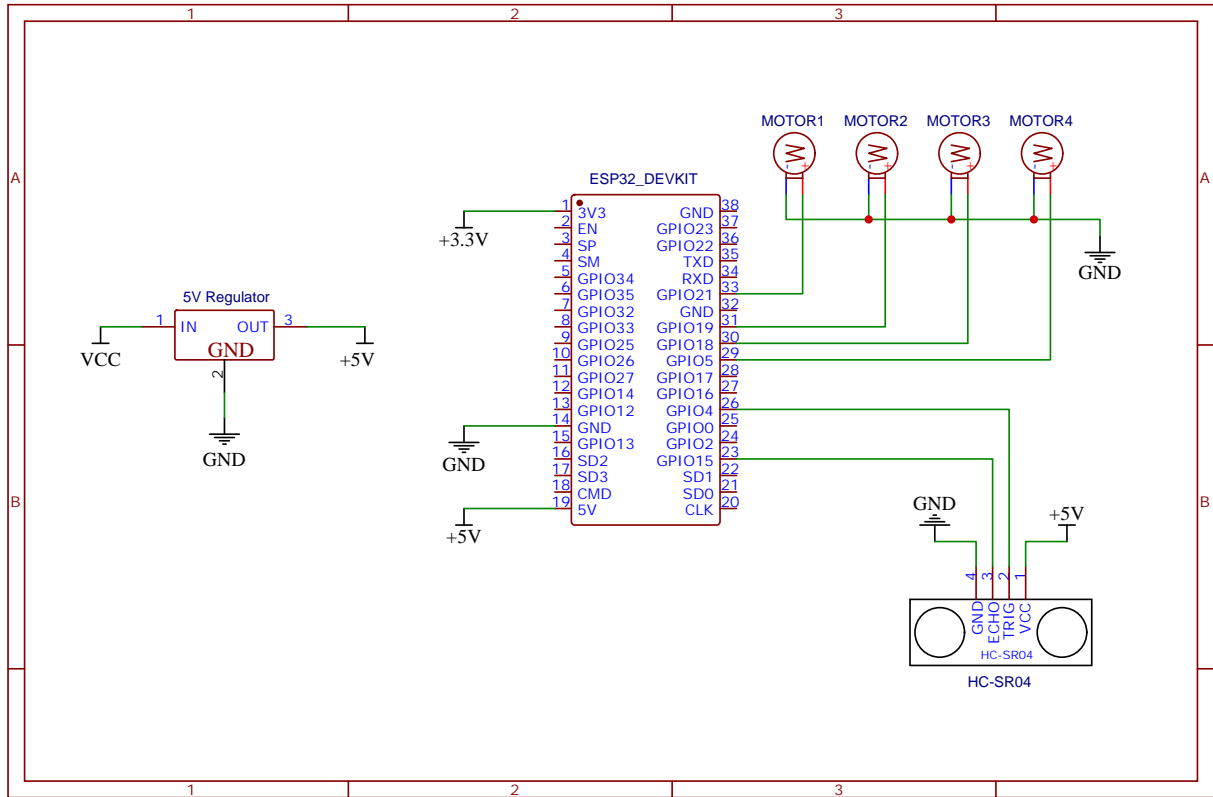 1 2 3
A A
B B
MOTOR1 MOTOR2 MOTOR3 MOTOR4
- + - + - + - +
GND
ESP32_DEVKIT
1 3V3 GND 38
2 EN GPIO23 37
3 SP GPIO22 36
4 SM TXD 35
5 GPIO34 RXD 34
6 GPIO35 GPIO21 33
7 GPIO32 GND 32
8 GPIO33 GPIO19 31
9 GPIO25 GPIO18 30
10 GPIO26 GPIO5 29
11 GPIO27 GPIO17 28
12 GPIO14 GPIO16 27
13 GPIO12 GPIO4 26
14 GND GPIO0 25
15 GPIO13 GPIO2 24
16 SD2 GPIO15 23
17 SD3 SD1 22
18 CMD SD0 21
19 5V CLK 20
+3.3V
GND
+5V
5V Regulator
1 IN OUT 3
GND
2
VCC
+5V
GND
GND
+5V
4 3 2 1
GND ECHO TRIG VCC
HC-SR04
HC-SR04
1 2 3